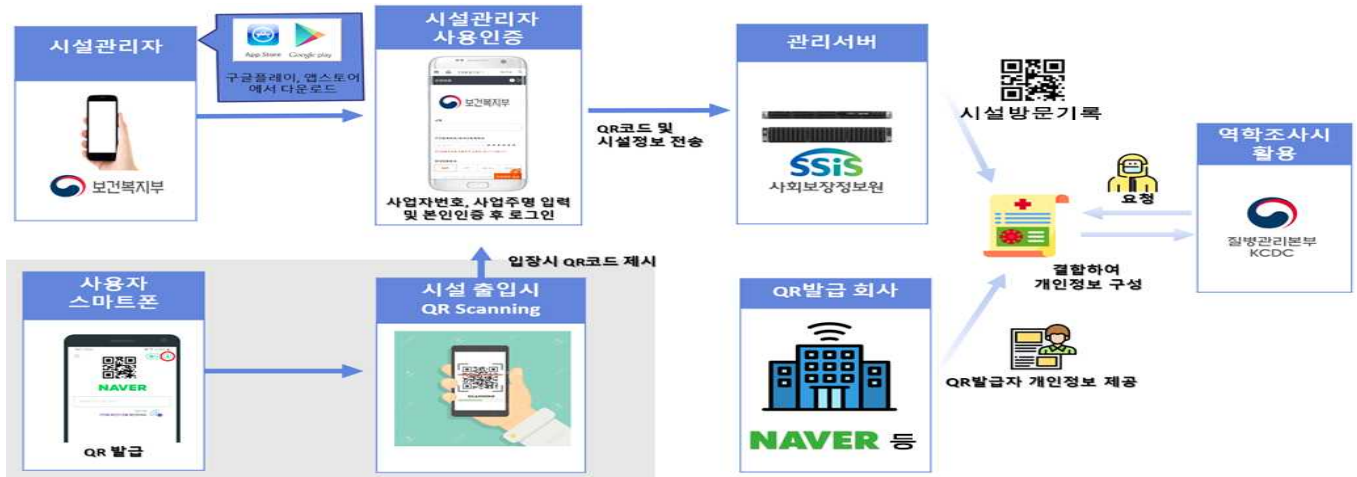 시설관리자
App Store Google play
구글플레이, 앱스토어
에서 다운로드
보건복지부
시설관리자
사용인증
보건복지부
사업자번호, 사업주명 입력
및 본인인증 후 로그인
QR코드 및
시설정보 전송
관리서버
SSiS
사회보장정보원
시설방문기록
역학조사시
활용
요청
질병관리본부
KCDC
결합하여
개인정보 구성
사용자
스마트폰
NAVER
QR 발급
입장시 QR코드 제시
시설 출입시
QR Scanning
QR발급 회사
NAVER 등
QR발급자 개인정보 제공